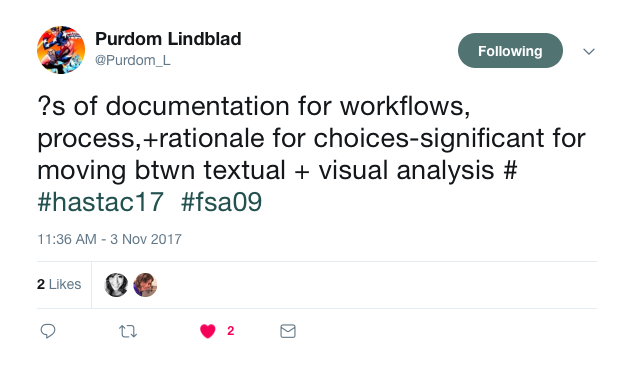 Purdom Lindblad
@Purdom_L
Following
?s of documentation for workflows,
process,+rationale for choices-significant for
moving btwn textual + visual analysis #
#hastac17 #fsa09
11:36 AM - 3 Nov 2017
2 Likes
2